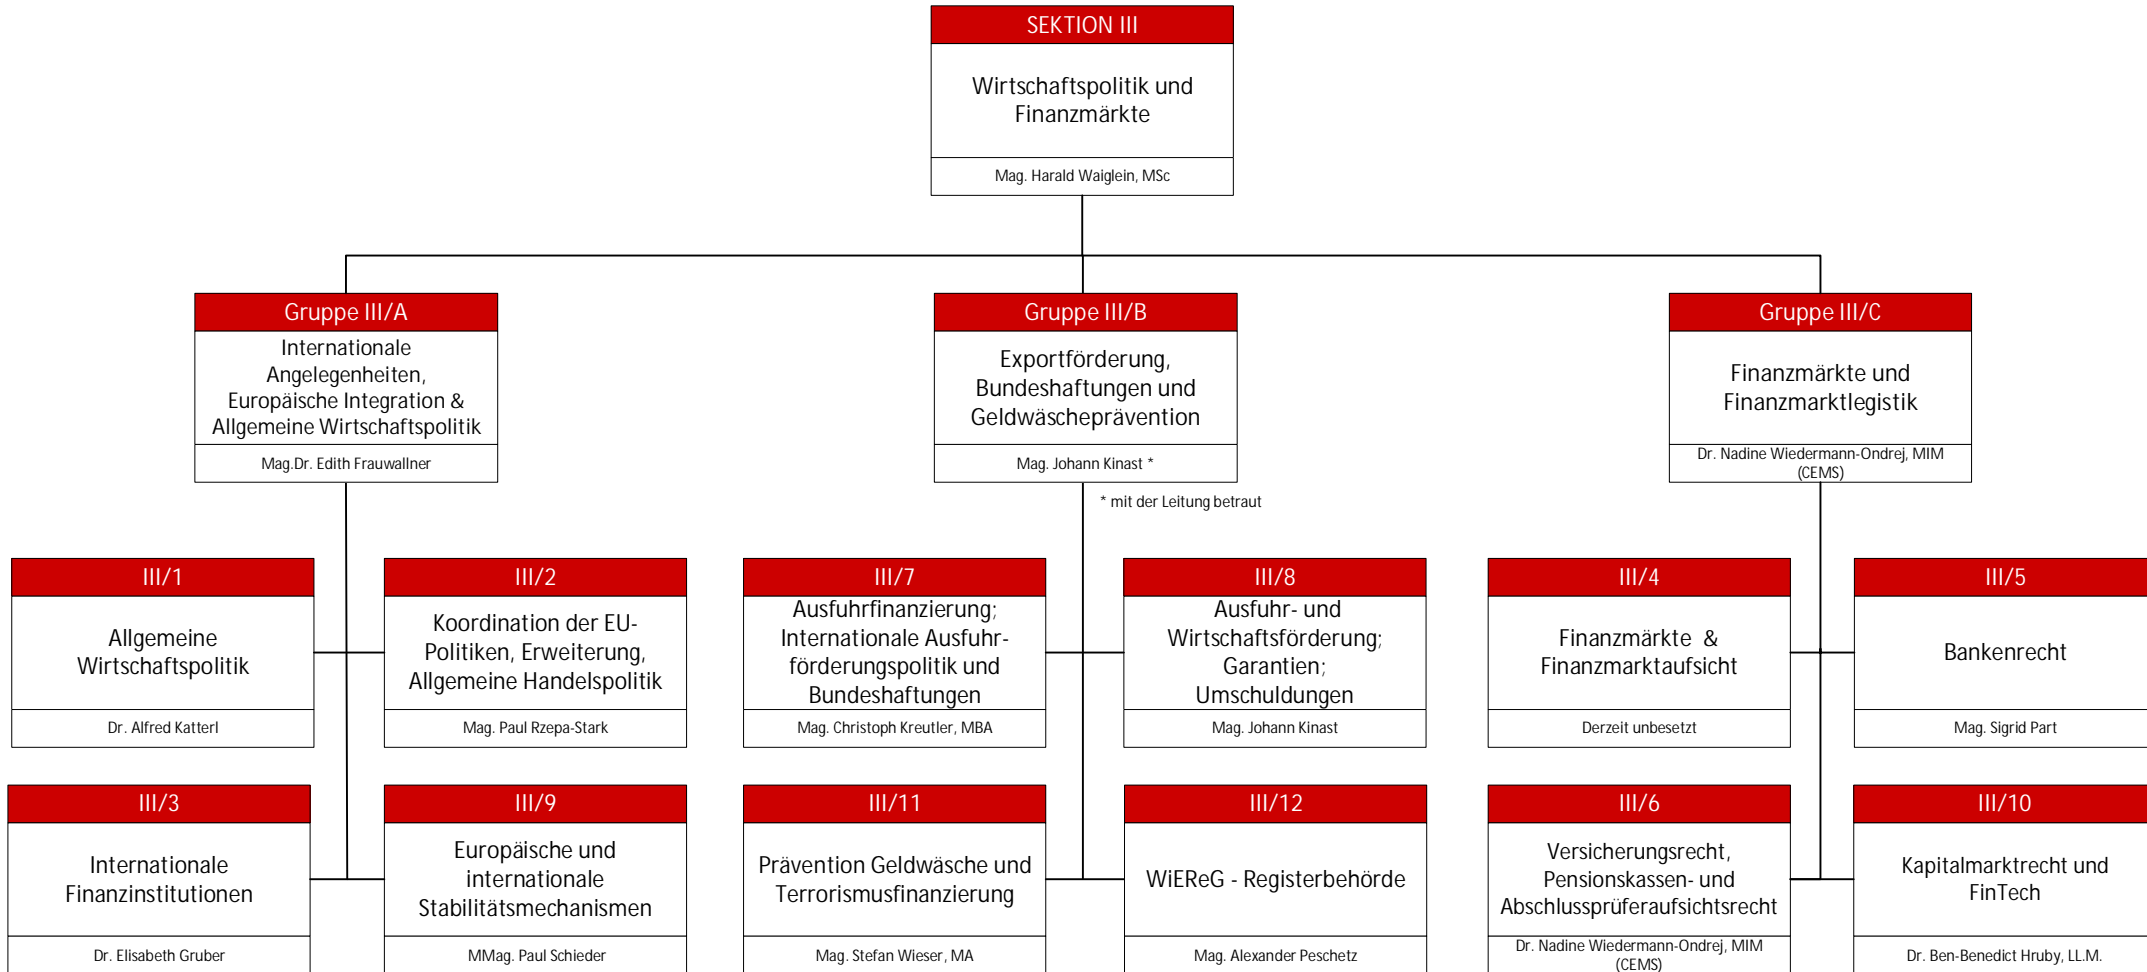 SEKTION III
Wirtschaftspolitik und
Finanzmärkte
Mag. Harald Waiglein, MSc
Gruppe III/A
Internationale
Angelegenheiten,
Europäische Integration &
Allgemeine Wirtschaftspolitik
Mag.Dr. Edith Frauwallner
Gruppe III/B
Exportförderung,
Bundeshaftungen und
Geldwäscheprävention
Mag. Johann Kinast *
* mit der Leitung betraut
Gruppe III/C
Finanzmärkte und
Finanzmarktlegistik
Dr. Nadine Wiedermann-Ondrej, MIM
(CEMS)
III/1
Allgemeine
Wirtschaftspolitik
Dr. Alfred Katterl
III/2
Koordination der EU-
Politiken, Erweiterung,
Allgemeine Handelspolitik
Mag. Paul Rzepa-Stark
III/7
Ausfuhrfinanzierung;
Internationale Ausfuhr-
förderungspolitik und
Bundeshaftungen
Mag. Christoph Kreutler, MBA
III/8
Ausfuhr- und
Wirtschaftsförderung;
Garantien;
Umschuldungen
Mag. Johann Kinast
III/4
Finanzmärkte &
Finanzmarktaufsicht
Derzeit unbesetzt
III/5
Bankenrecht
Mag. Sigrid Part
III/3
Internationale
Finanzinstitutionen
Dr. Elisabeth Gruber
III/9
Europäische und
internationale
Stabilitätsmechanismen
MMag. Paul Schieder
III/11
Prävention Geldwäsche und
Terrorismusfinanzierung
Mag. Stefan Wieser, MA
III/12
WiEReG - Registerbehörde
Mag. Alexander Peschetz
III/6
Versicherungsrecht,
Pensionskassen- und
Abschlussprüferaufsichtsrecht
Dr. Nadine Wiedermann-Ondrej, MIM
(CEMS)
III/10
Kapitalmarktrecht und
FinTech
Dr. Ben-Benedict Hruby, LL.M.